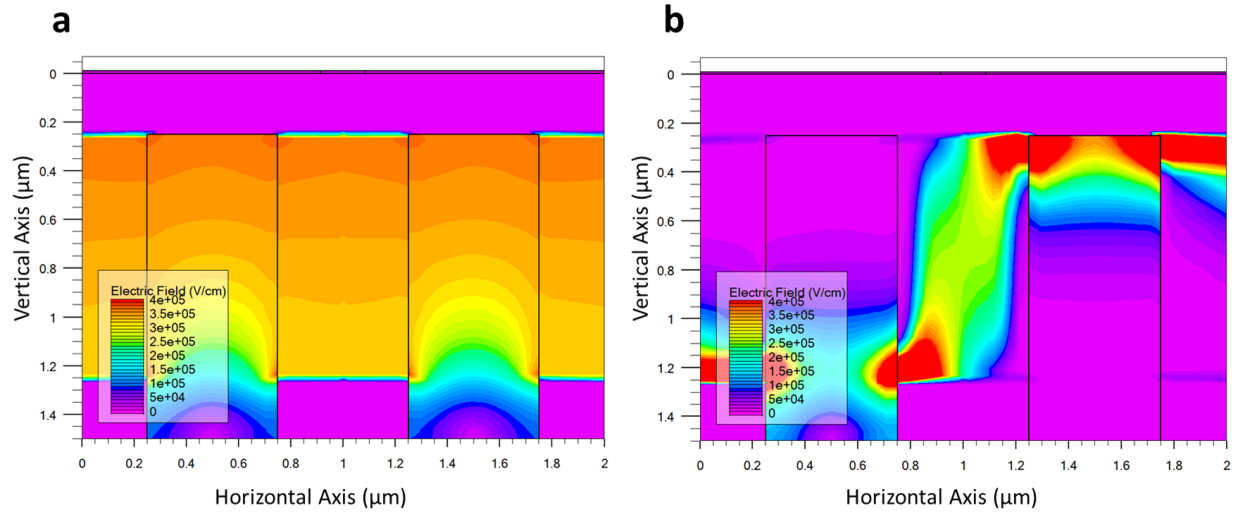 a
0
0.2
0.4
0.6
0.8
1
1.2
1.4
Vertical Axis (µm)
Electric Field (V/cm)
4e+05
3.5e+05
3e+05
2.5e+05
2e+05
1.5e+05
1e+05
5e+04
0
0 0.2 0.4 0.6 0.8 1 1.2 1.4 1.6 1.8 2
Horizontal Axis (µm)
b
0
0.2
0.4
0.6
0.8
1
1.2
1.4
Vertical Axis (µm)
Electric Field (V/cm)
4e+05
3.5e+05
3e+05
2.5e+05
2e+05
1.5e+05
1e+05
5e+04
0
0 0.2 0.4 0.6 0.8 1 1.2 1.4 1.6 1.8 2
Horizontal Axis (µm)